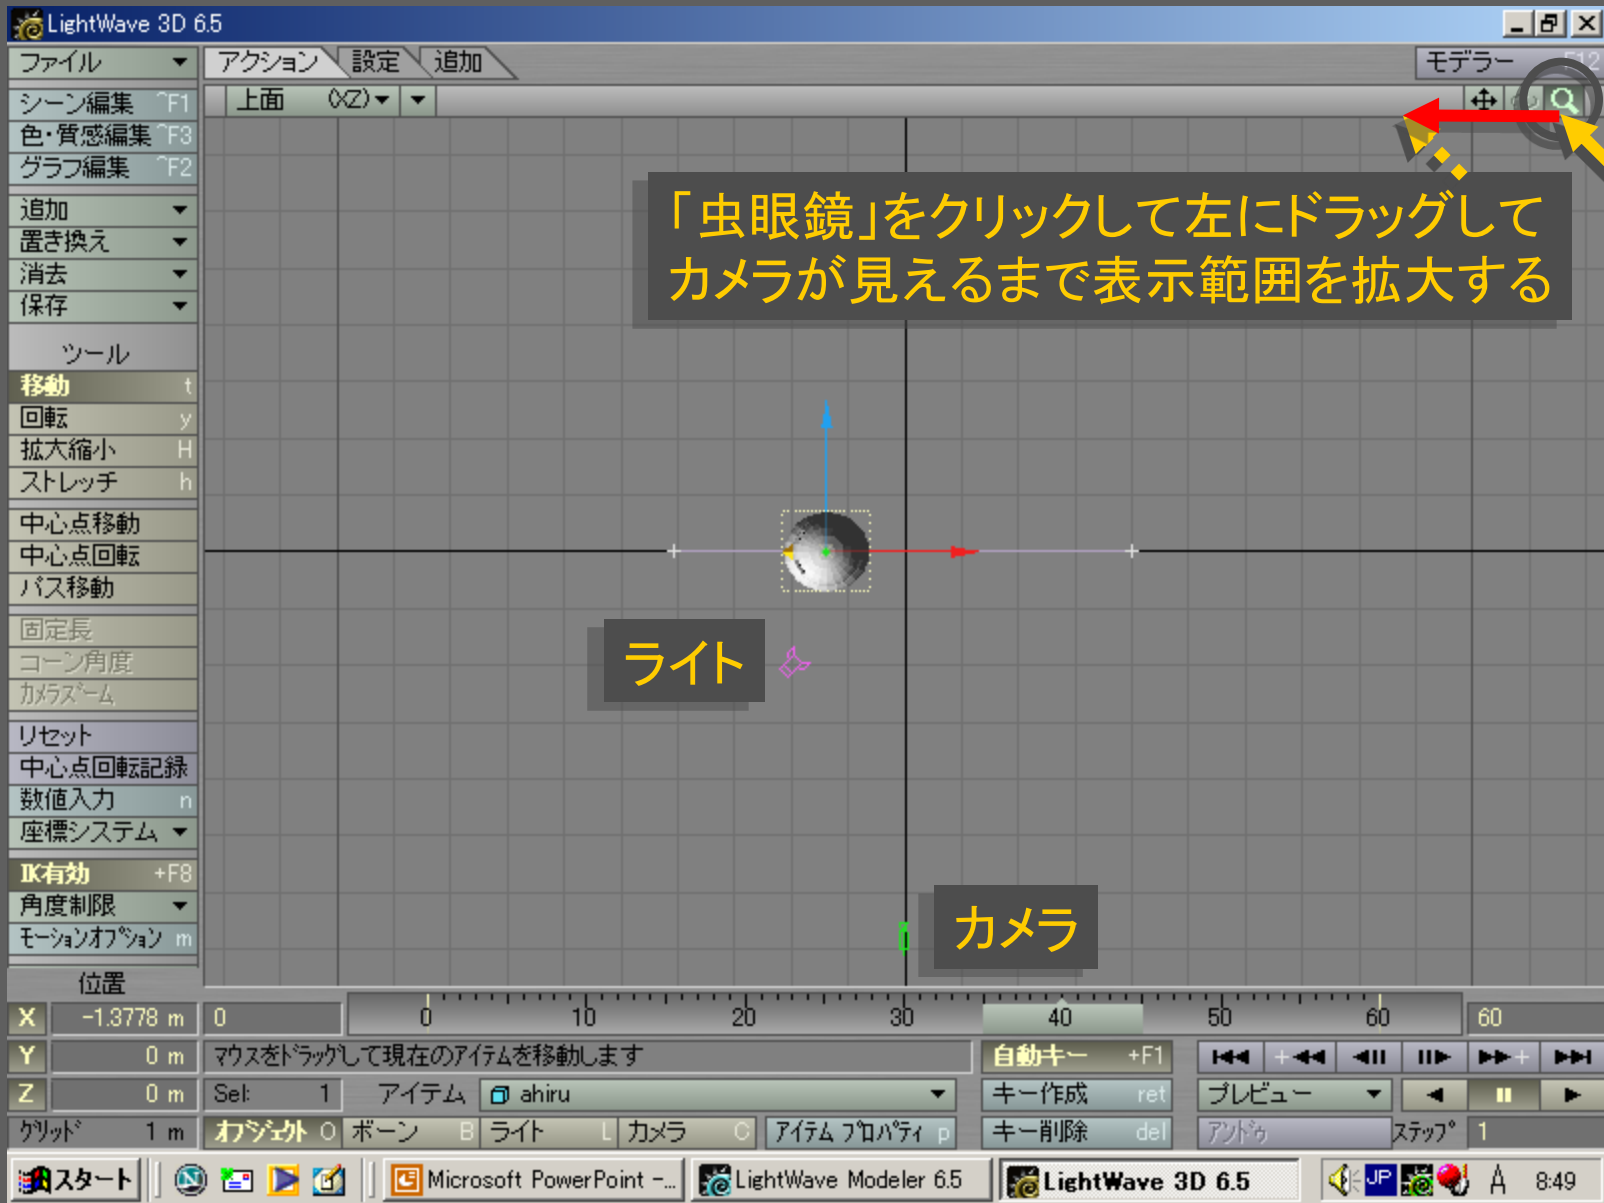 LightWave 3D 6.5
ファイル
アクション 設定 追加
モデラー F12
シーン編集 ^F1
上面 (XZ)
色・質感編集 ^F3
グラフ編集 ^F2
追加
置き換え
消去
保存
「虫眼鏡」をクリックして左にドラッグして
カメラが見えるまで表示範囲を拡大する
ツール
移動 t
回転 y
拡大縮小 H
ストレッチ h
中心点移動
中心点回転
パス移動
固定長
コーン角度
カメラズーム
ライト
リセット
中心点回転記録
数値入力 n
座標システム
IK有効 +F8
角度制限
モーションオプション m
カメラ
位置
X -1.3778 m 0 0 10 20 30 40 50 60 60
Y 0 m マウスをドラッグして現在のアイテムを移動します 自動キー +F1
Z 0 m Sel: 1 アイテム ahiru キー作成 ret プレビュー
グリッド 1 m オブジェクト O ボーン B ライト L カメラ C アイテム プロパティ p キー削除 del アンドゥ ステップ 1
スタート Microsoft PowerPoint -... LightWave Modeler 6.5 LightWave 3D 6.5 JP A 8:49